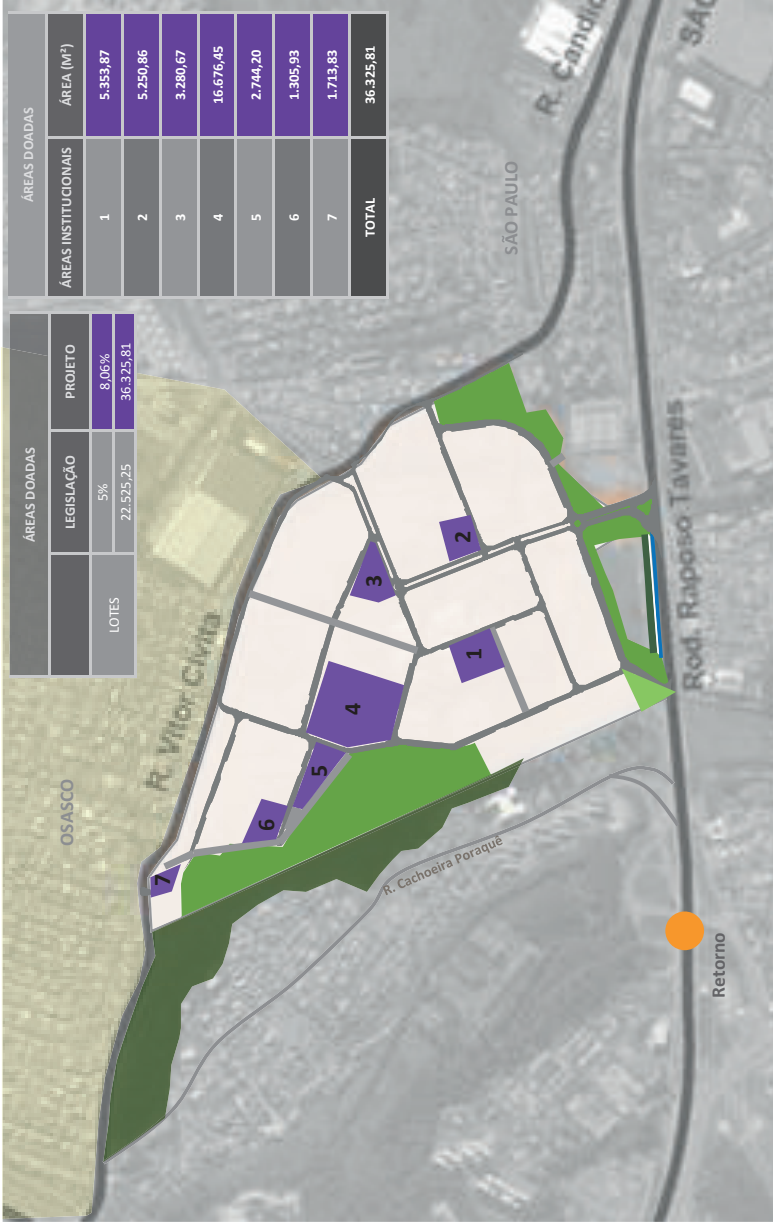 ÁREAS DOADAS
LEGISLAÇÃO PROJETO
LOTES 5% 8,06%
22.525,25 36.325,81
ÁREAS DOADAS
ÁREAS INSTITUCIONAIS ÁREA (M²)
1 5.353,87
2 5.250,86
3 3.280,67
4 16.676,45
5 2.744,20
6 1.305,93
7 1.713,83
TOTAL 36.325,81
OSASCO
R. Vitor Civita
SÃO PAULO
R. Candid
SÃO
7
6
5
4
3
2
1
R. Cachoeira Poraquê
Rod. Raposo Tavares
Retorno